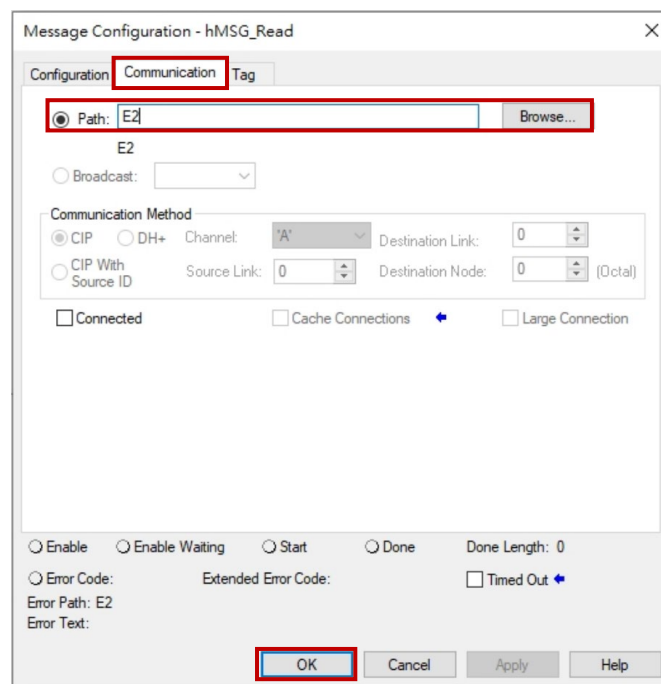 Message Configuration - hMSG_Read
Configuration Communication Tag
Path: E2 Browse...
E2
Broadcast:
Communication Method
CIP DH+ Channel: 'A' Destination Link: 0
CIP With Source ID Source Link: 0 Destination Node: 0 (Octal)
Connected Cache Connections Large Connection
Enable Enable Waiting Start Done Done Length: 0
Error Code: Extended Error Code: Timed Out
Error Path: E2
Error Text:
OK Cancel Apply Help